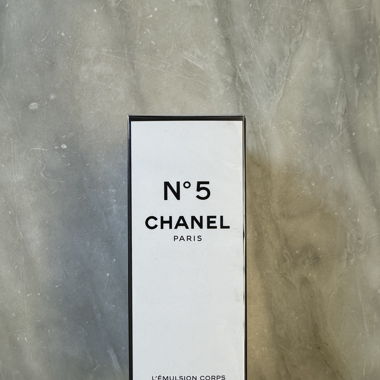 N°5
CHANEL
PARIS
L'ÉMULSION CORPS